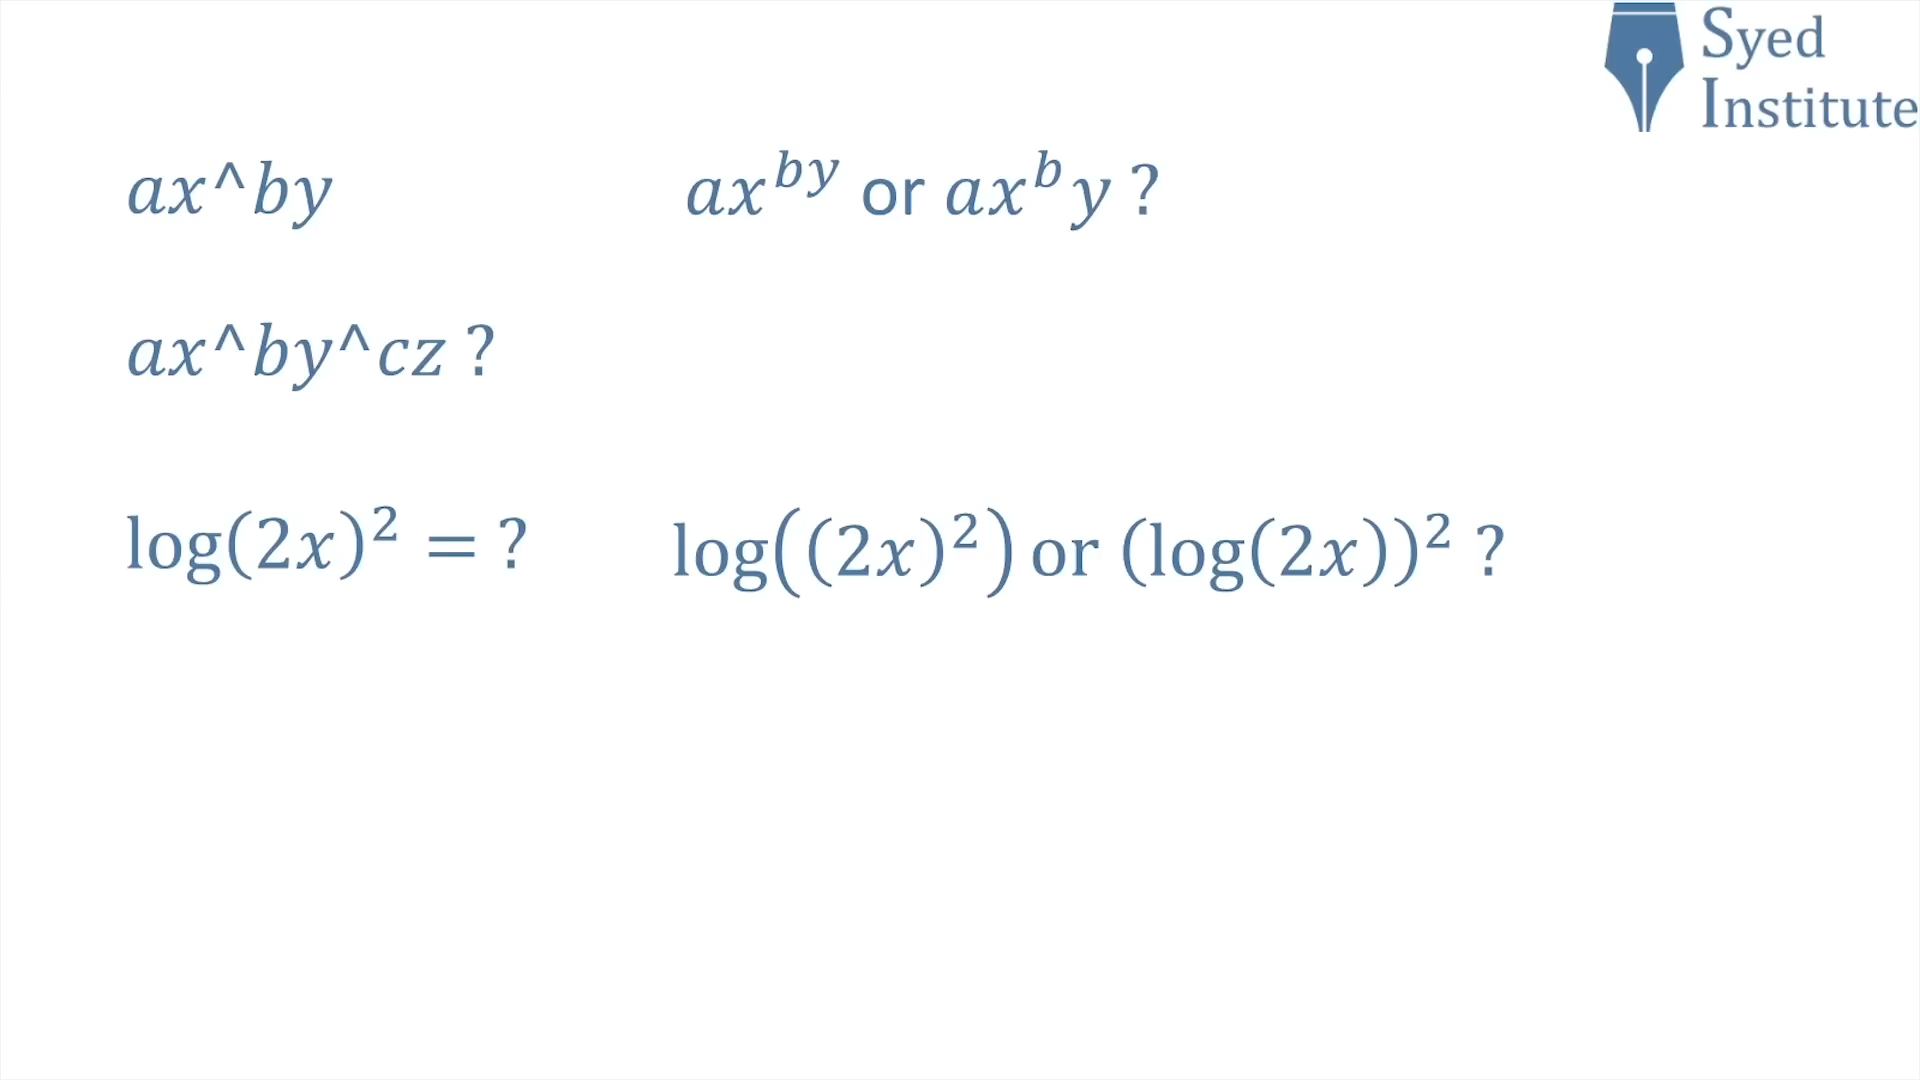 Syed
Institute
ax^by    ax^{by} or ax^b y ?
ax^by^cz ?
log(2x)² = ?    log((2x)²) or (log(2x))² ?